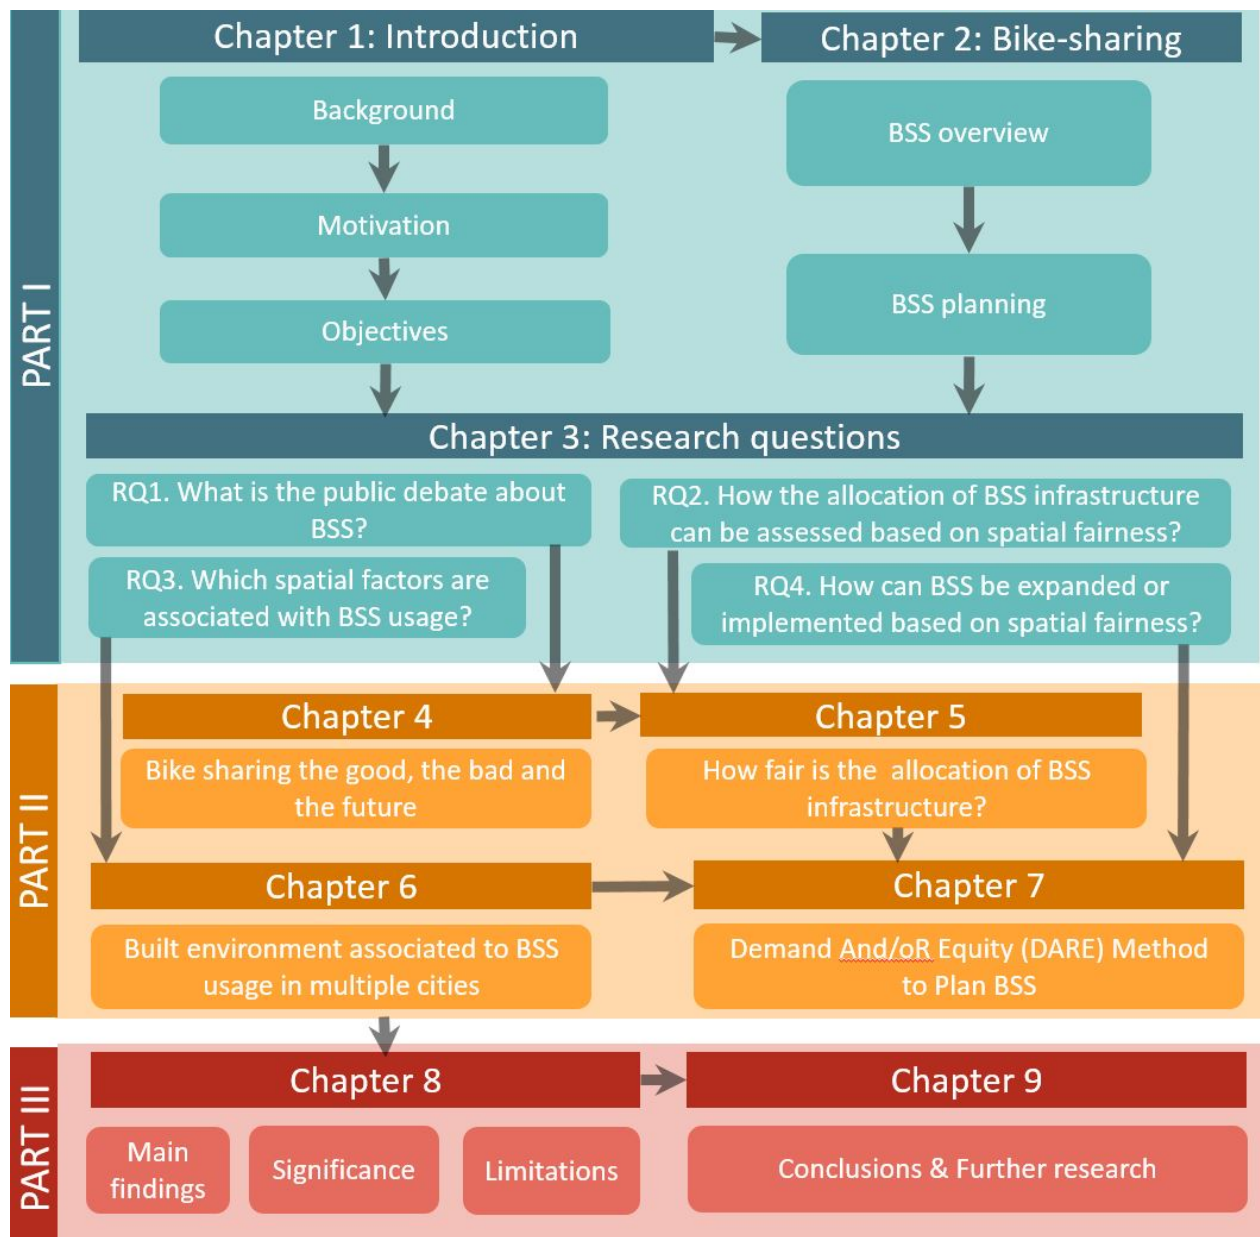 PART I
Chapter 1: Introduction
Chapter 2: Bike-sharing
Background
Motivation
Objectives
BSS overview
BSS planning
Chapter 3: Research questions
RQ1. What is the public debate about
BSS?
RQ2. How the allocation of BSS infrastructure
can be assessed based on spatial fairness?
RQ3. Which spatial factors are
associated with BSS usage?
RQ4. How can BSS be expanded or
implemented based on spatial fairness?
PART II
Chapter 4
Chapter 5
Bike sharing the good, the bad and
the future
How fair is the allocation of BSS
infrastructure?
Chapter 6
Chapter 7
Built environment associated to BSS
usage in multiple cities
Demand And/oR Equity (DARE) Method
to Plan BSS
PART III
Chapter 8
Chapter 9
Main
findings
Significance
Limitations
Conclusions & Further research